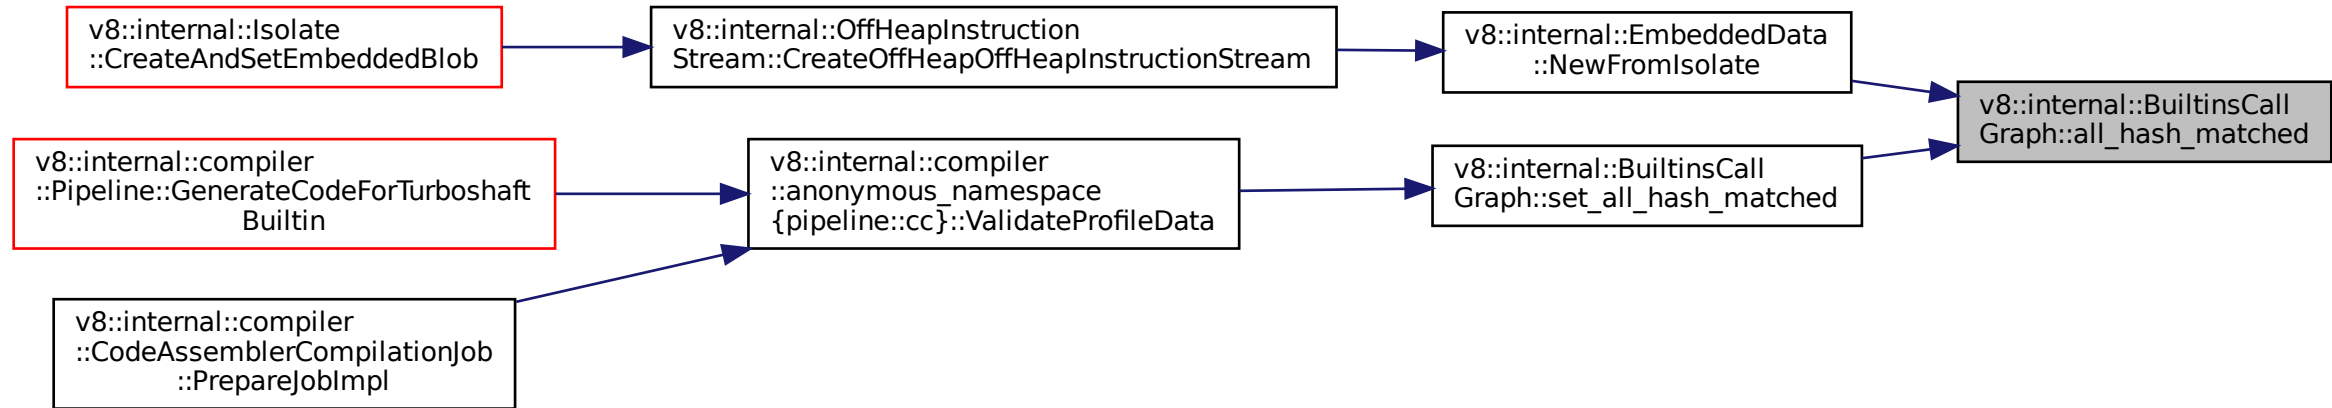 v8::internal::Isolate
::CreateAndSetEmbeddedBlob
v8::internal::OffHeapInstruction
Stream::CreateOffHeapOffHeapInstructionStream
v8::internal::EmbeddedData
::NewFromIsolate
v8::internal::BuiltinsCall
Graph::all_hash_matched
v8::internal::compiler
::Pipeline::GenerateCodeForTurboshaft
Builtin
v8::internal::compiler
::anonymous_namespace
{pipeline::cc}::ValidateProfileData
v8::internal::BuiltinsCall
Graph::set_all_hash_matched
v8::internal::compiler
::CodeAssemblerCompilationJob
::PrepareJobImpl